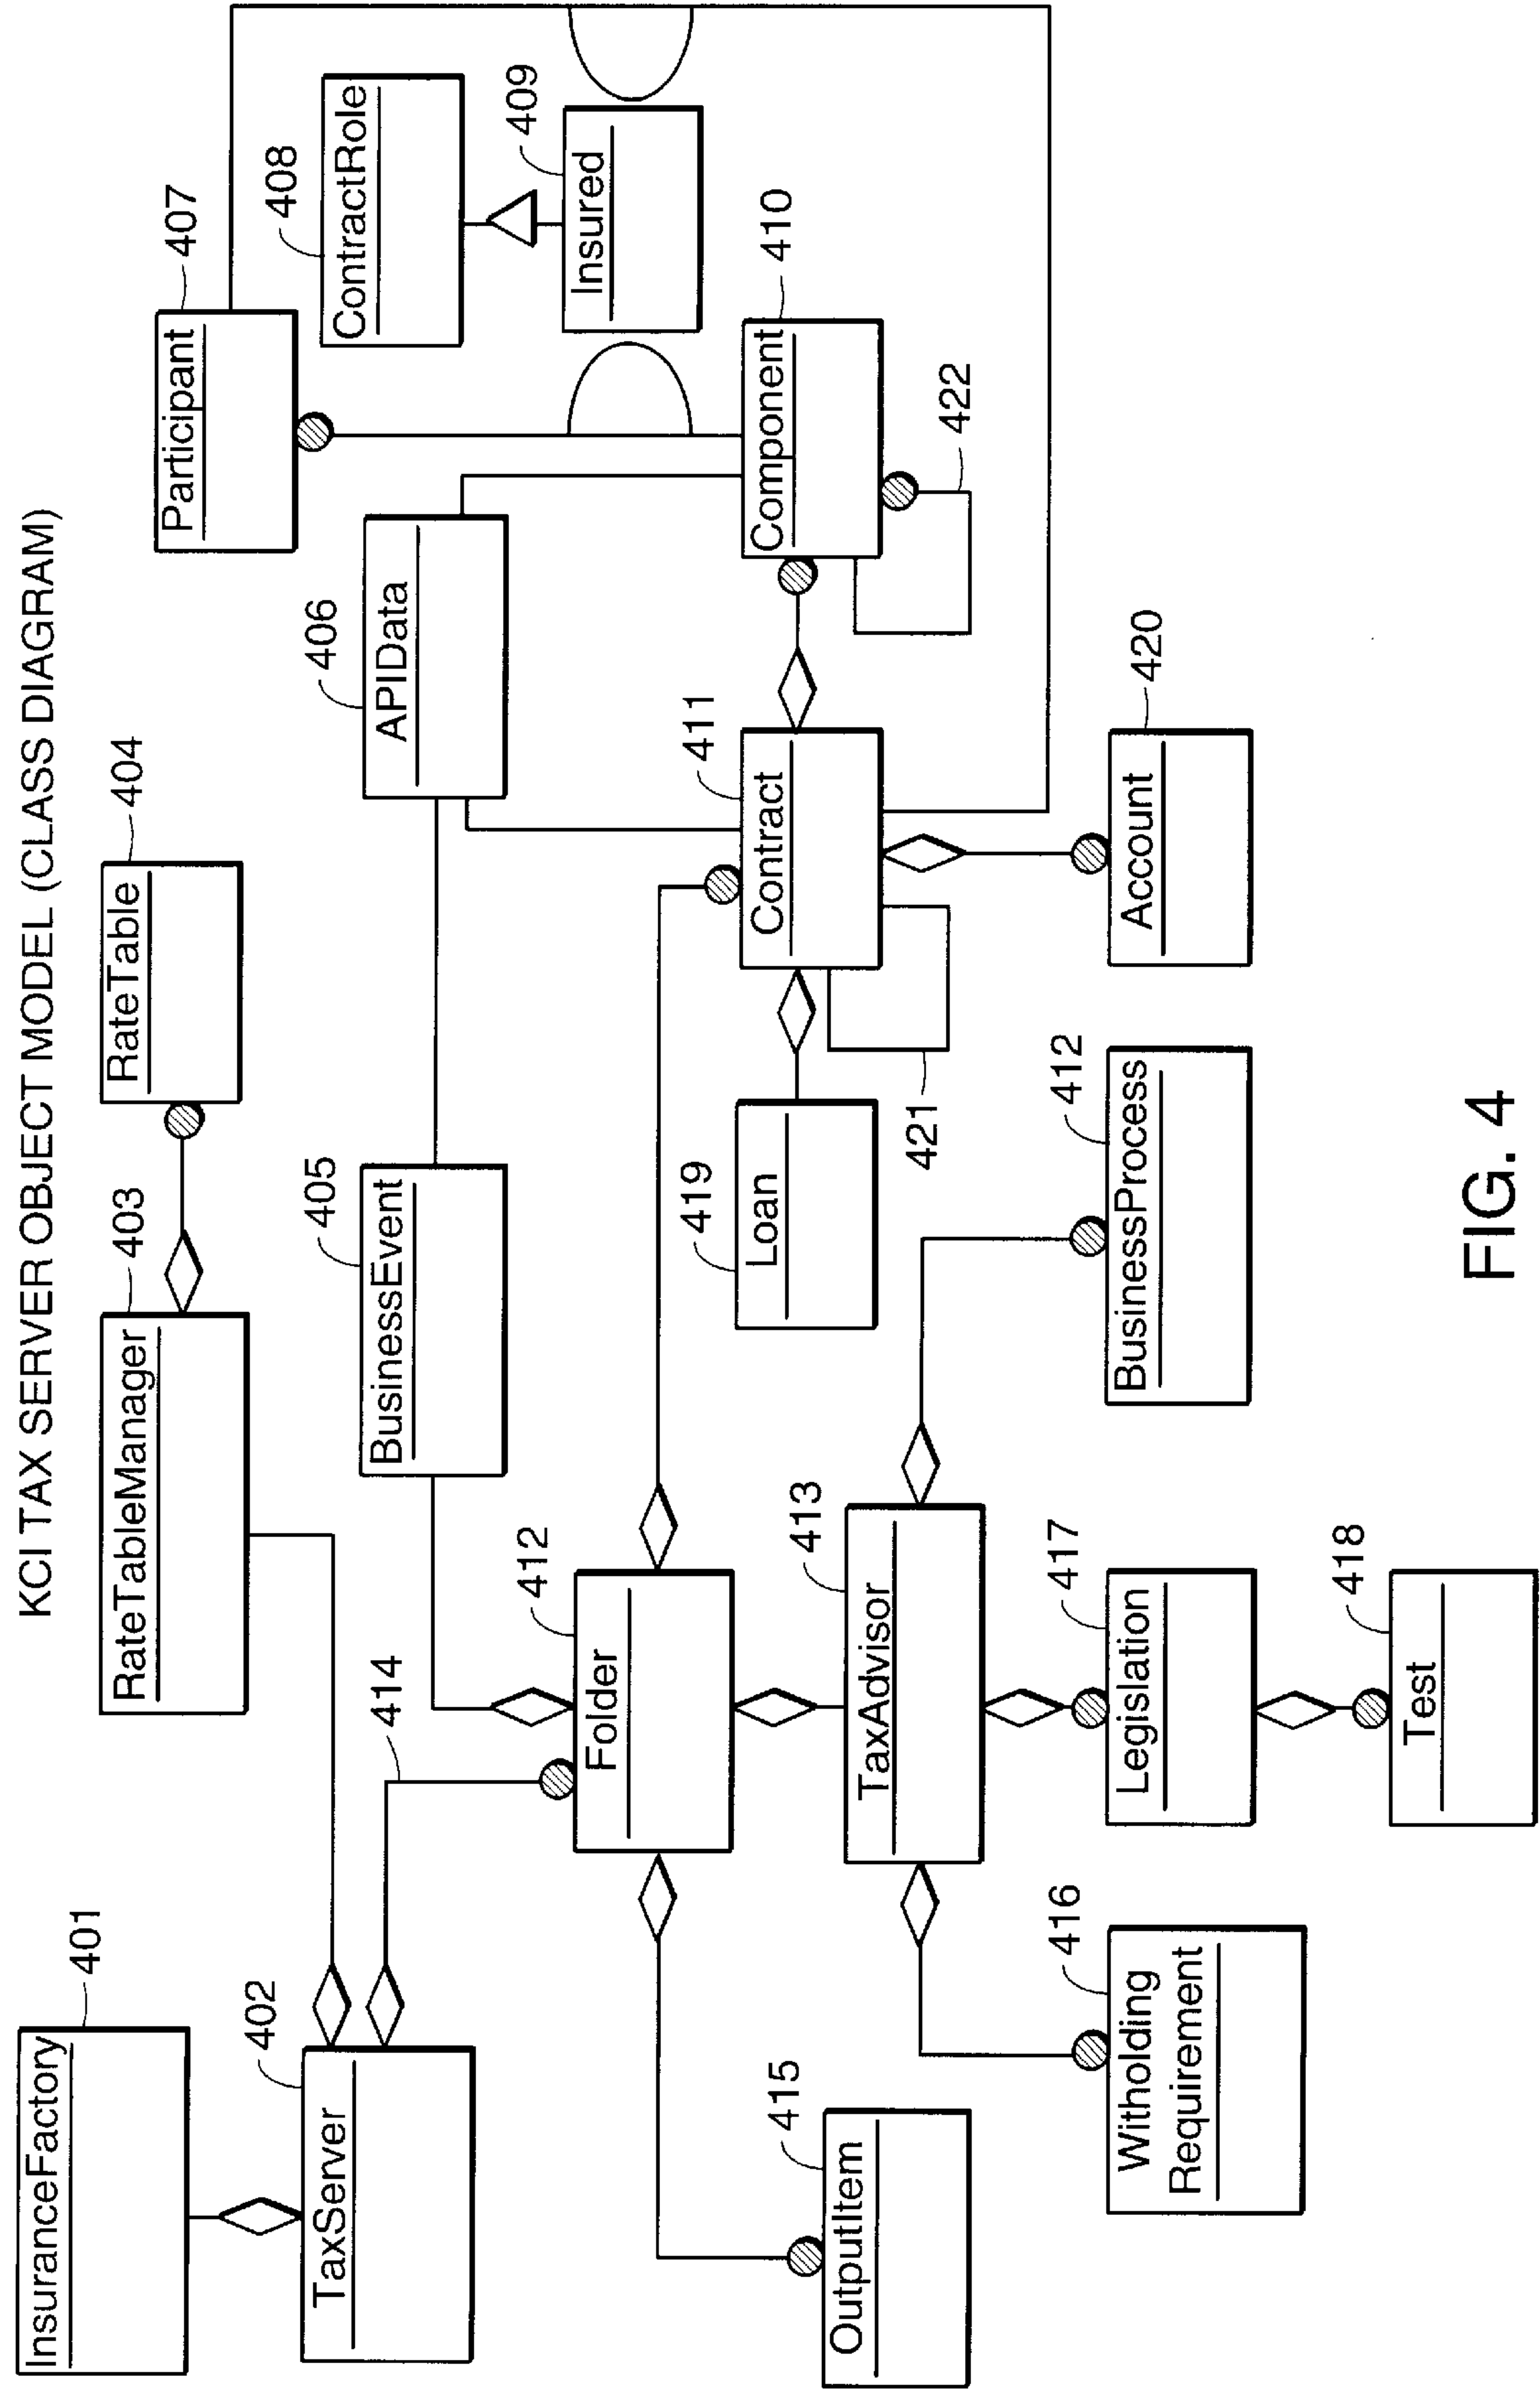 KCI TAX SERVER OBJECT MODEL (CLASS DIAGRAM)
InsuranceFactory
401
RateTableManager
403
RateTable
404
Participant
407
TaxServer
402
414
BusinessEvent
405
APIData
406
ContractRole
408
Insured
409
Folder
412
OutputItem
415
TaxAdvisor
413
Loan
419
Contract
411
Component
410
421
422
Witholding
Requirement
416
Legislation
417
BusinessProcess
412
Account
420
Test
418
FIG. 4